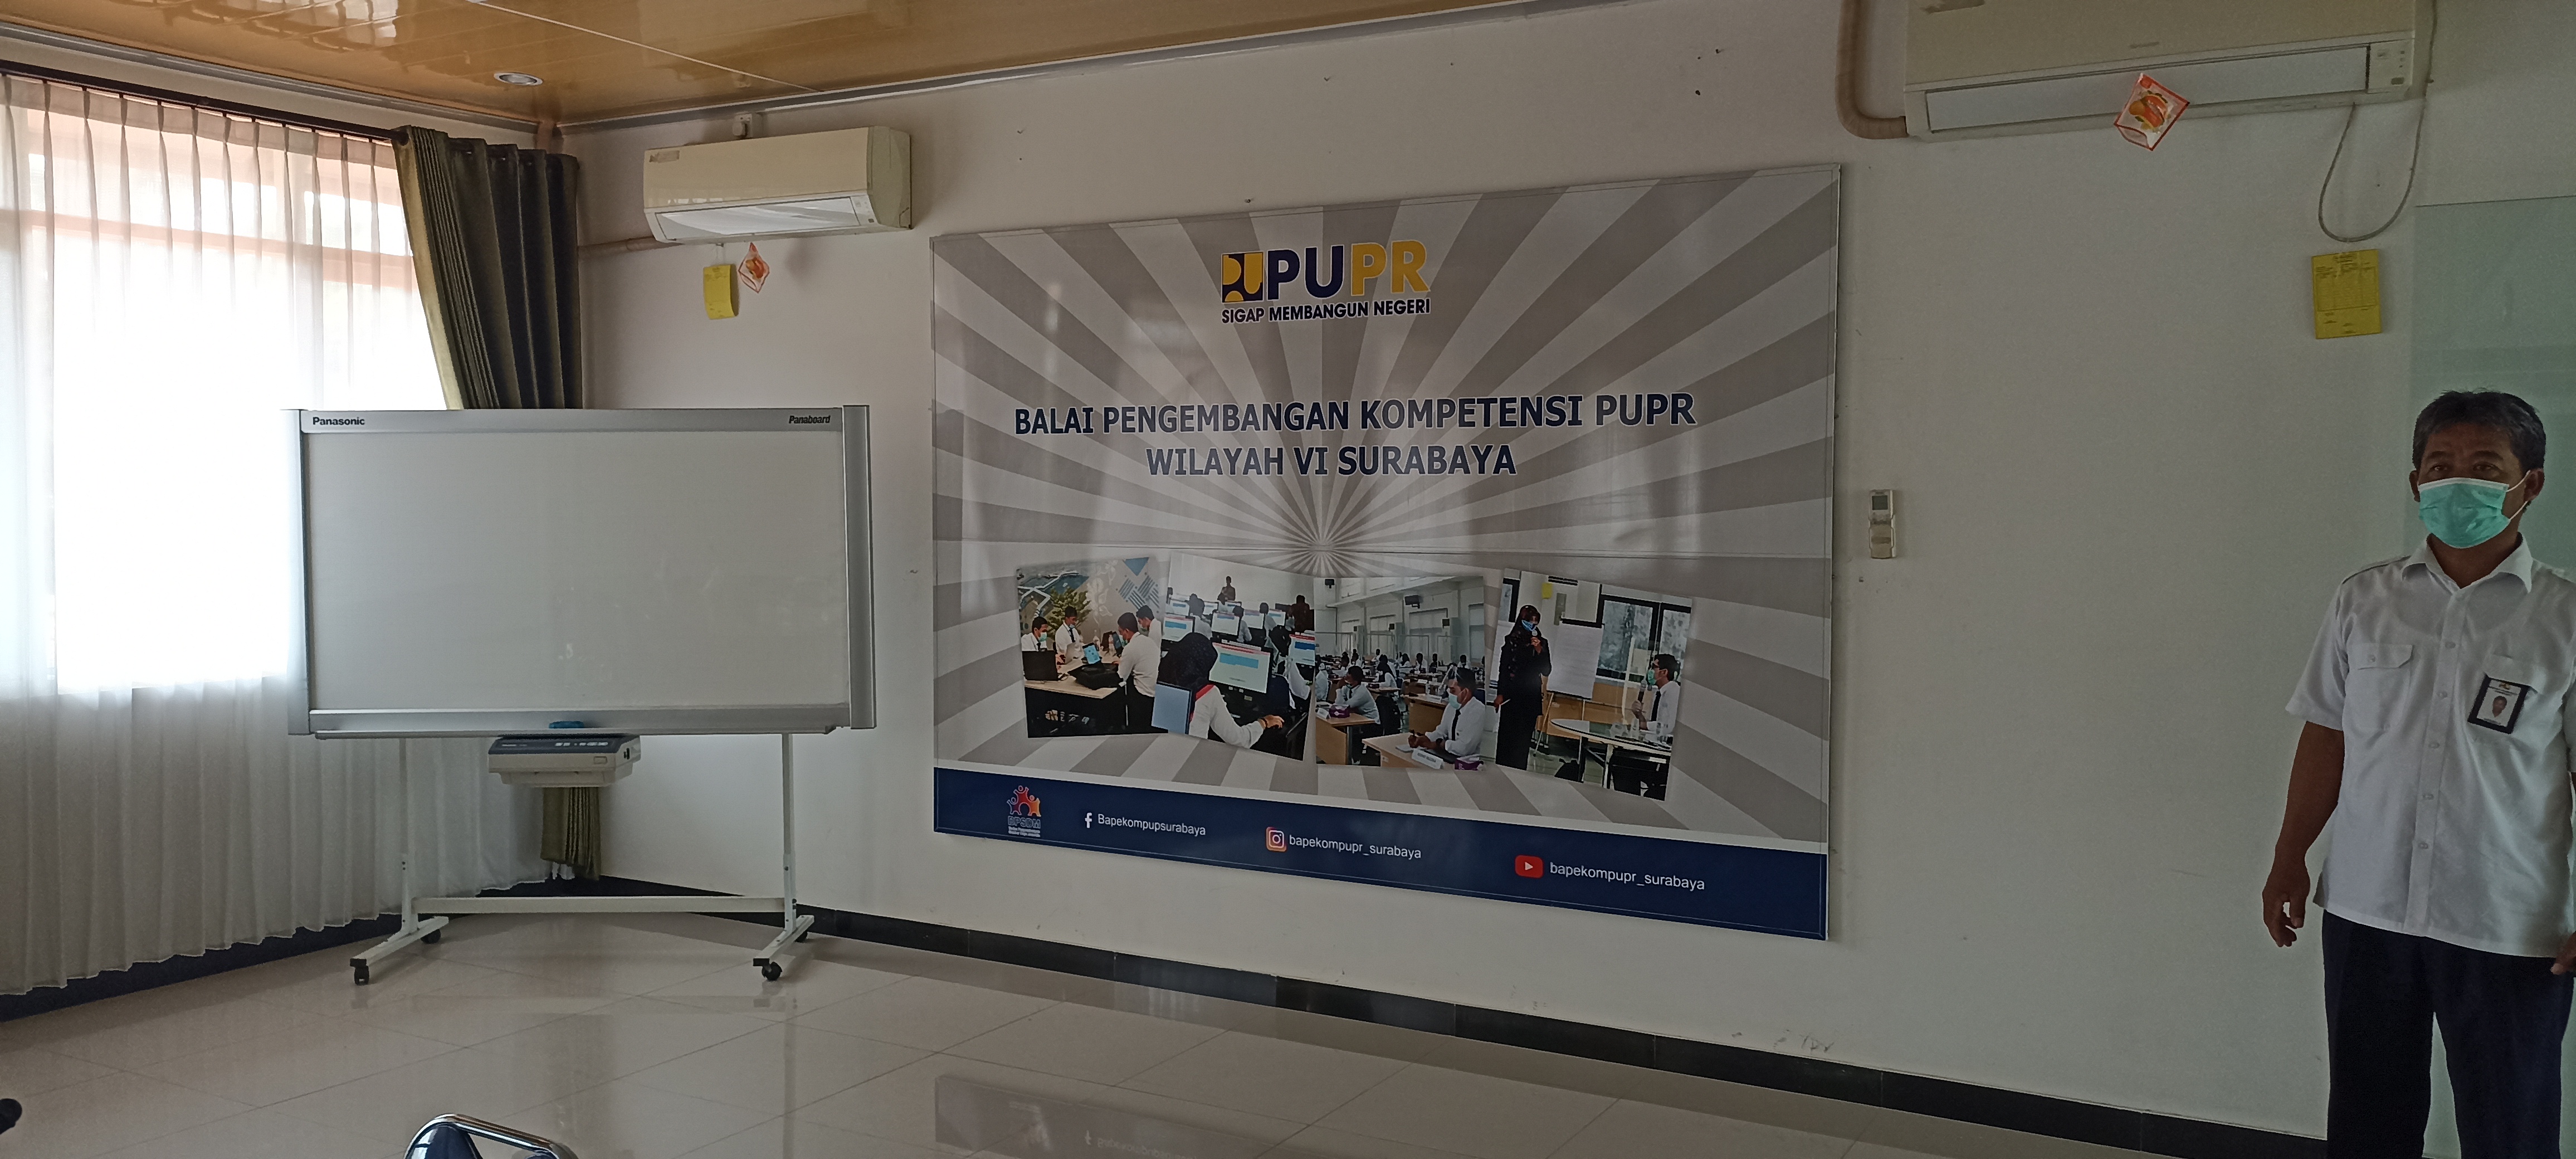 Panasonic
Panaboard
PUPR
SIGAP MEMBANGUN NEGERI
BALAI PENGEMBANGAN KOMPETENSI PUPR
WILAYAH VI SURABAYA
BPSDM
Bapekompupsurabaya
bapekompupr_surabaya
bapekompupr_surabaya